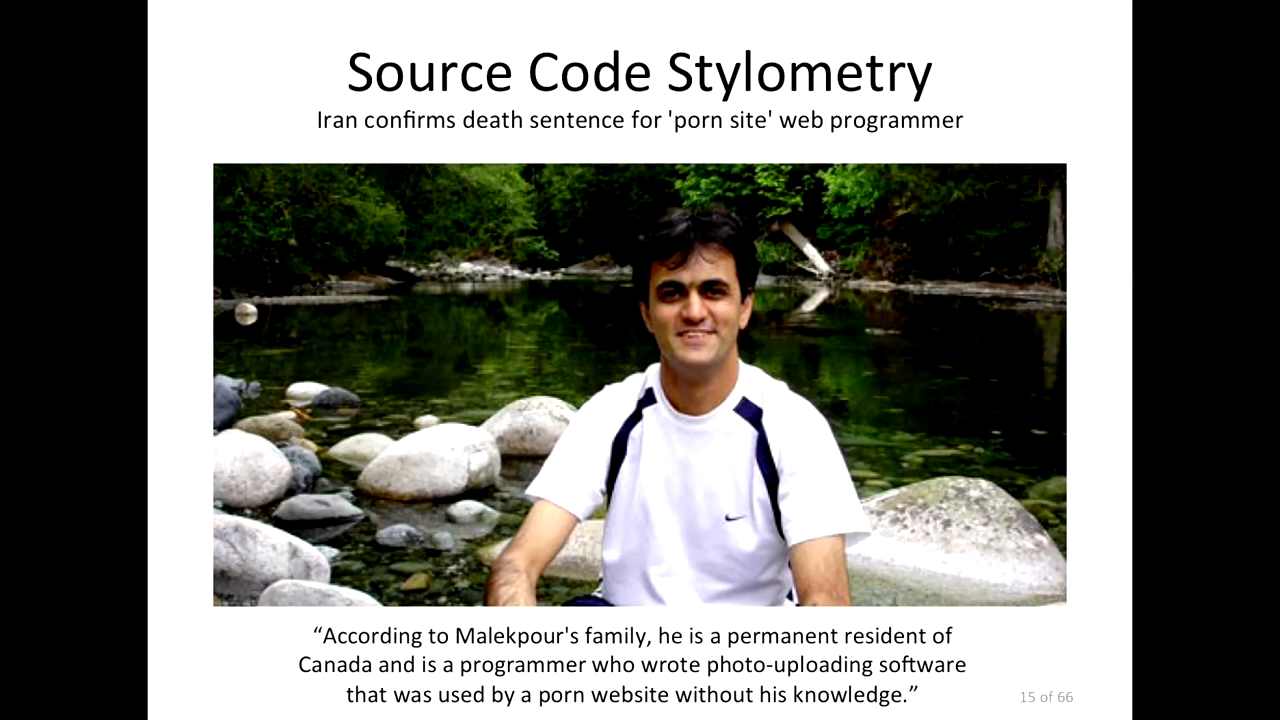 Source Code Stylometry
Iran confirms death sentence for 'porn site' web programmer
“According to Malekpour's family, he is a permanent resident of
Canada and is a programmer who wrote photo-uploading software
that was used by a porn website without his knowledge.”
15 of 66